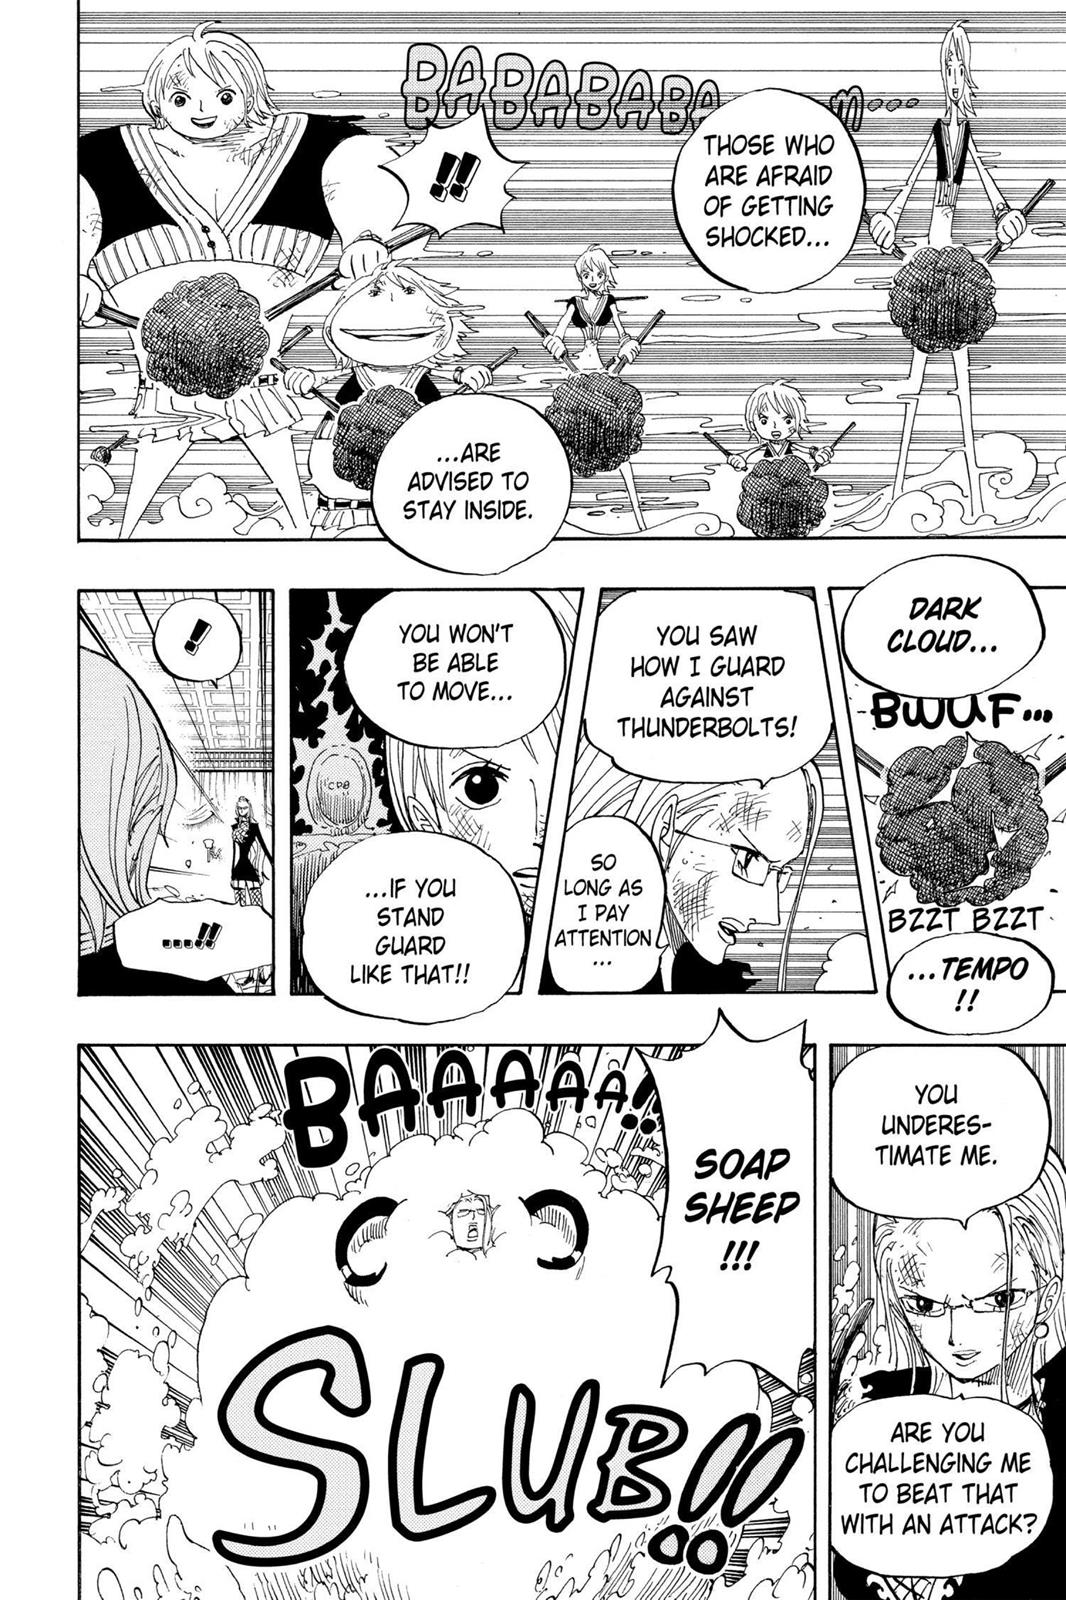 BABABABABA-----m...
THOSE WHO
ARE AFRAID
OF GETTING
SHOCKED...
!!
...ARE
ADVISED TO
STAY INSIDE.
DARK
CLOUD...
BWUF...
BZZT BZZT
...TEMPO
!!
YOU SAW
HOW I GUARD
AGAINST
THUNDERBOLTS!
SO
LONG AS
I PAY
ATTENTION
...
YOU WON'T
BE ABLE
TO MOVE...
CP8
...IF YOU
STAND
GUARD
LIKE THAT!!
!
...!!
YOU
UNDERES-
TIMATE ME.
ARE YOU
CHALLENGING ME
TO BEAT THAT
WITH AN ATTACK?
SOAP
SHEEP
!!!
BAAAAAA!!
SLUB!!